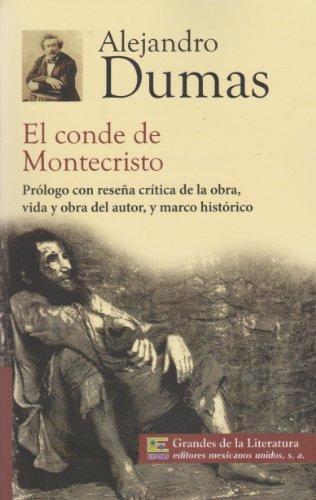 Alejandro
Dumas
El conde de
Montecristo
Prólogo con reseña crítica de la obra,
vida y obra del autor, y marco histórico
Grandes de la Literatura
editores mexicanos unidos, s. a.